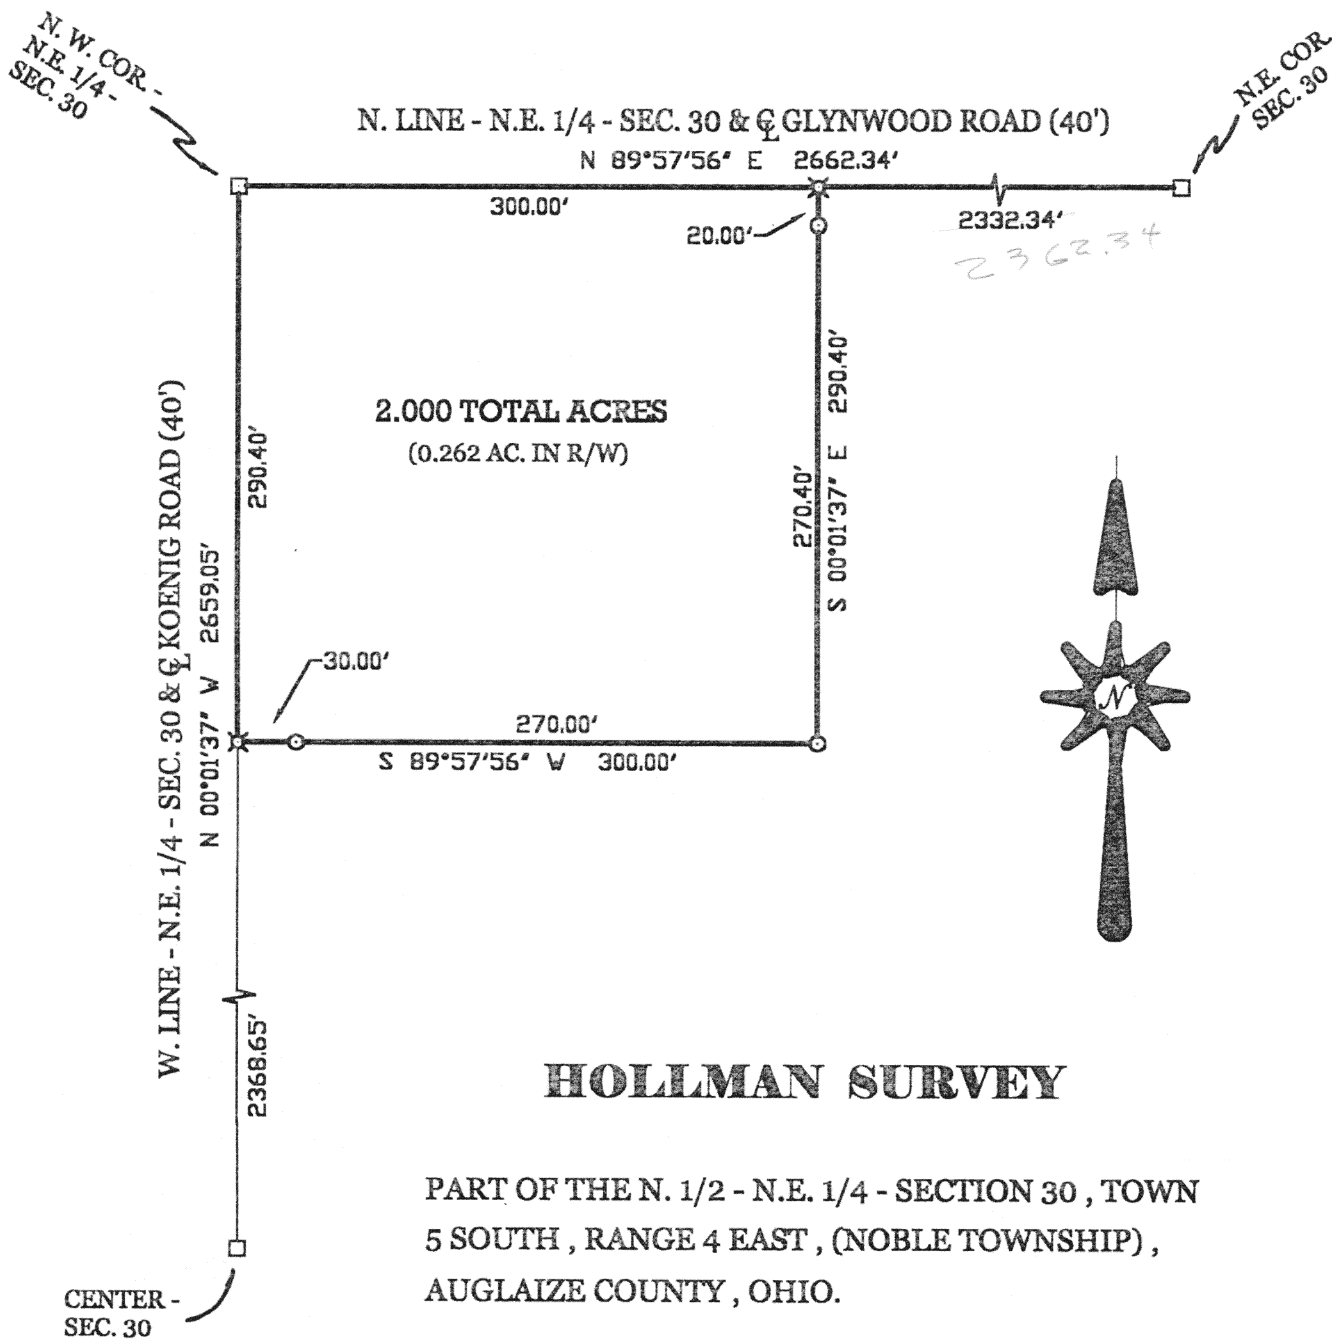 N. W. COR. -
N.E. 1/4 -
SEC. 30
N.E. COR.
SEC. 30
N. LINE - N.E. 1/4 - SEC. 30 & ℄ GLYNWOOD ROAD (40')
N 89°57'56" E 2662.34'
300.00'
20.00'
2332.34'
2362.34
W. LINE - N.E. 1/4 - SEC. 30 & ℄ KOENIG ROAD (40')
N 00°01'37" W 2659.05'
290.40'
2.000 TOTAL ACRES
(0.262 AC. IN R/W)
270.40'
S 00°01'37" E 290.40'
30.00'
270.00'
S 89°57'56" W 300.00'
N
2368.65'
HOLLMAN SURVEY
PART OF THE N. 1/2 - N.E. 1/4 - SECTION 30 , TOWN
5 SOUTH , RANGE 4 EAST , (NOBLE TOWNSHIP) ,
AUGLAIZE COUNTY , OHIO.
CENTER -
SEC. 30